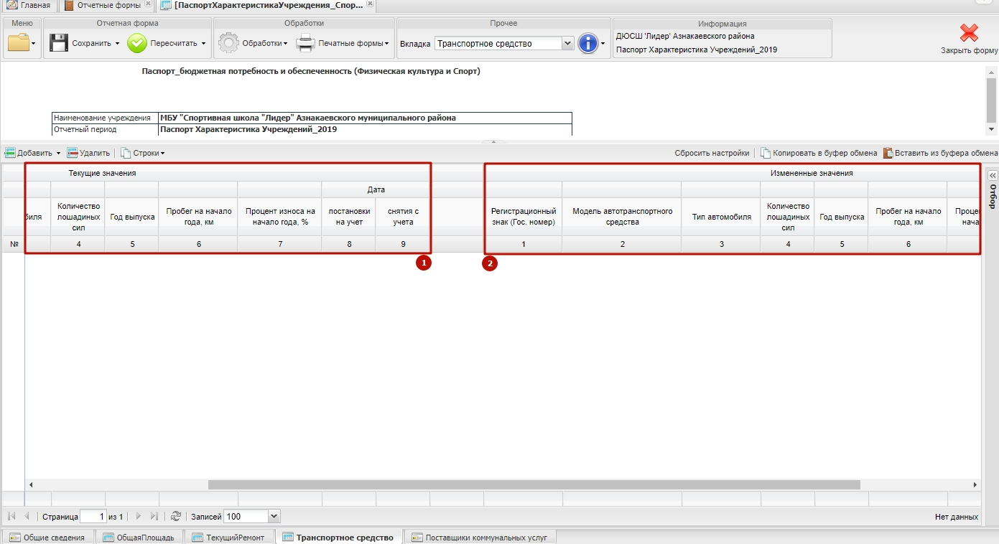 Главная
Отчетные формы
[ПаспортХарактеристикаУчреждения_Спор...
Меню
Отчетная форма
Обработки
Прочее
Информация
Сохранить
Пересчитать
Обработки
Печатные формы
Вкладка
Транспортное средство
ДЮСШ 'Лидер' Азнакаевского района
Паспорт Характеристика Учреждений_2019
Закрыть форму
Паспорт_бюджетная потребность и обеспеченность (Физическая культура и Спорт)
Наименование учреждения
МБУ "Спортивная школа "Лидер" Азнакаевского муниципального района
Отчетный период
Паспорт Характеристика Учреждений_2019
Добавить
Удалить
Строки
Сбросить настройки
Копировать в буфер обмена
Вставить из буфера обмена
Текущие значения
Измененные значения
Дата
биля
Количество лошадиных сил
Год выпуска
Пробег на начало года, км
Процент износа на начало года, %
постановки на учет
снятия с учета
Регистрационный знак (Гос. номер)
Модель автотранспортного средства
Тип автомобиля
Количество лошадиных сил
Год выпуска
Пробег на начало года, км
Процен
нача
№
4
5
6
7
8
9
1
2
3
4
5
6
1
2
Отбор
Страница
1
из 1
Записей
100
Нет данных
Общие сведения
ОбщаяПлощадь
ТекущийРемонт
Транспортное средство
Поставщики коммунальных услуг